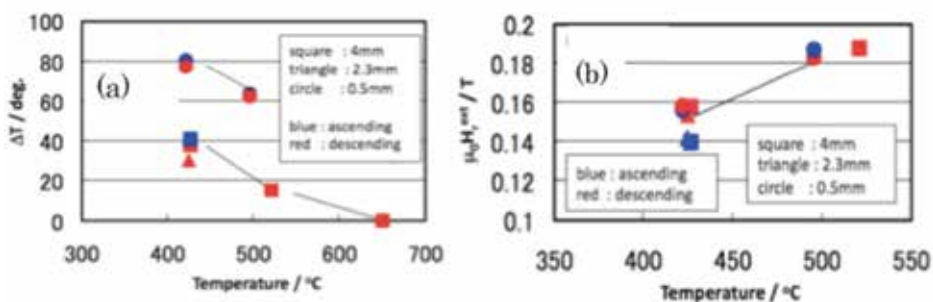 100
80
60
40
20
0
300 400 500 600 700
ΔT / deg.
Temperature / °C
(a)
square : 4mm
triangle : 2.3mm
circle : 0.5mm
blue : ascending
red : descending
0.2
0.18
0.16
0.14
0.12
0.1
350 400 450 500 550
μ₀Hᵣᵉˣᵗ / T
Temperature / °C
(b)
blue : ascending
red : descending
square : 4mm
triangle : 2.3mm
circle : 0.5mm